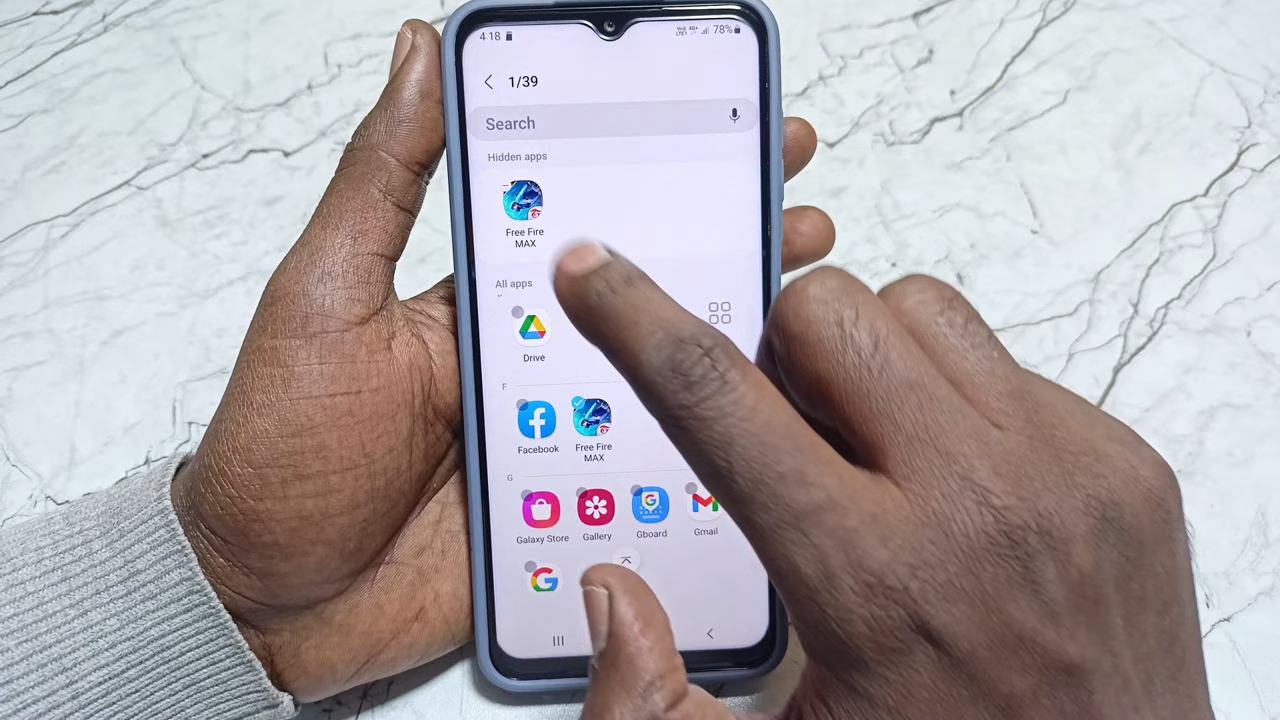 4:18
78%
1/39
Search
Hidden apps
Free Fire
MAX
All apps
Drive
F
Facebook
Free Fire
MAX
G
Galaxy Store
Gallery
Gboard
Gmail